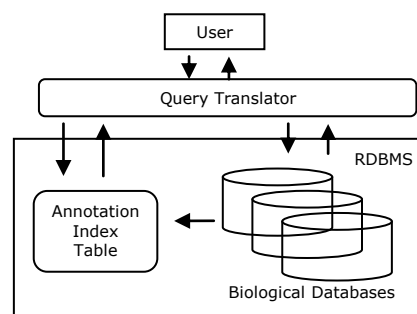 User
Query Translator
RDBMS
Annotation
Index
Table
Biological Databases